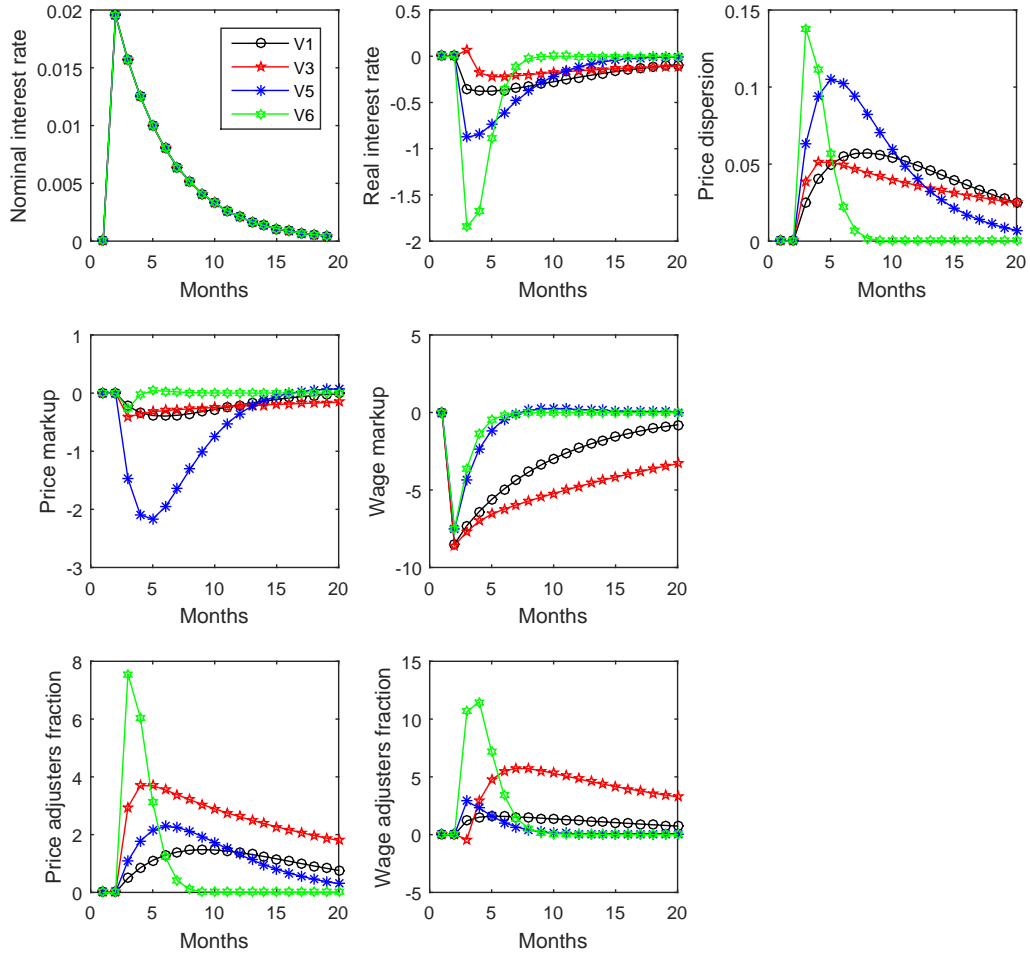 Nominal interest rate
0.02
0.015
0.01
0.005
0
0 5 10 15 20
Months
V1
V3
V5
V6
Real interest rate
0.5
0
-0.5
-1
-1.5
-2
0 5 10 15 20
Months
Price dispersion
0.15
0.1
0.05
0
0 5 10 15 20
Months
Price markup
1
0
-1
-2
-3
0 5 10 15 20
Months
Wage markup
5
0
-5
-10
0 5 10 15 20
Months
Price adjusters fraction
8
6
4
2
0
0 5 10 15 20
Months
Wage adjusters fraction
15
10
5
0
-5
0 5 10 15 20
Months